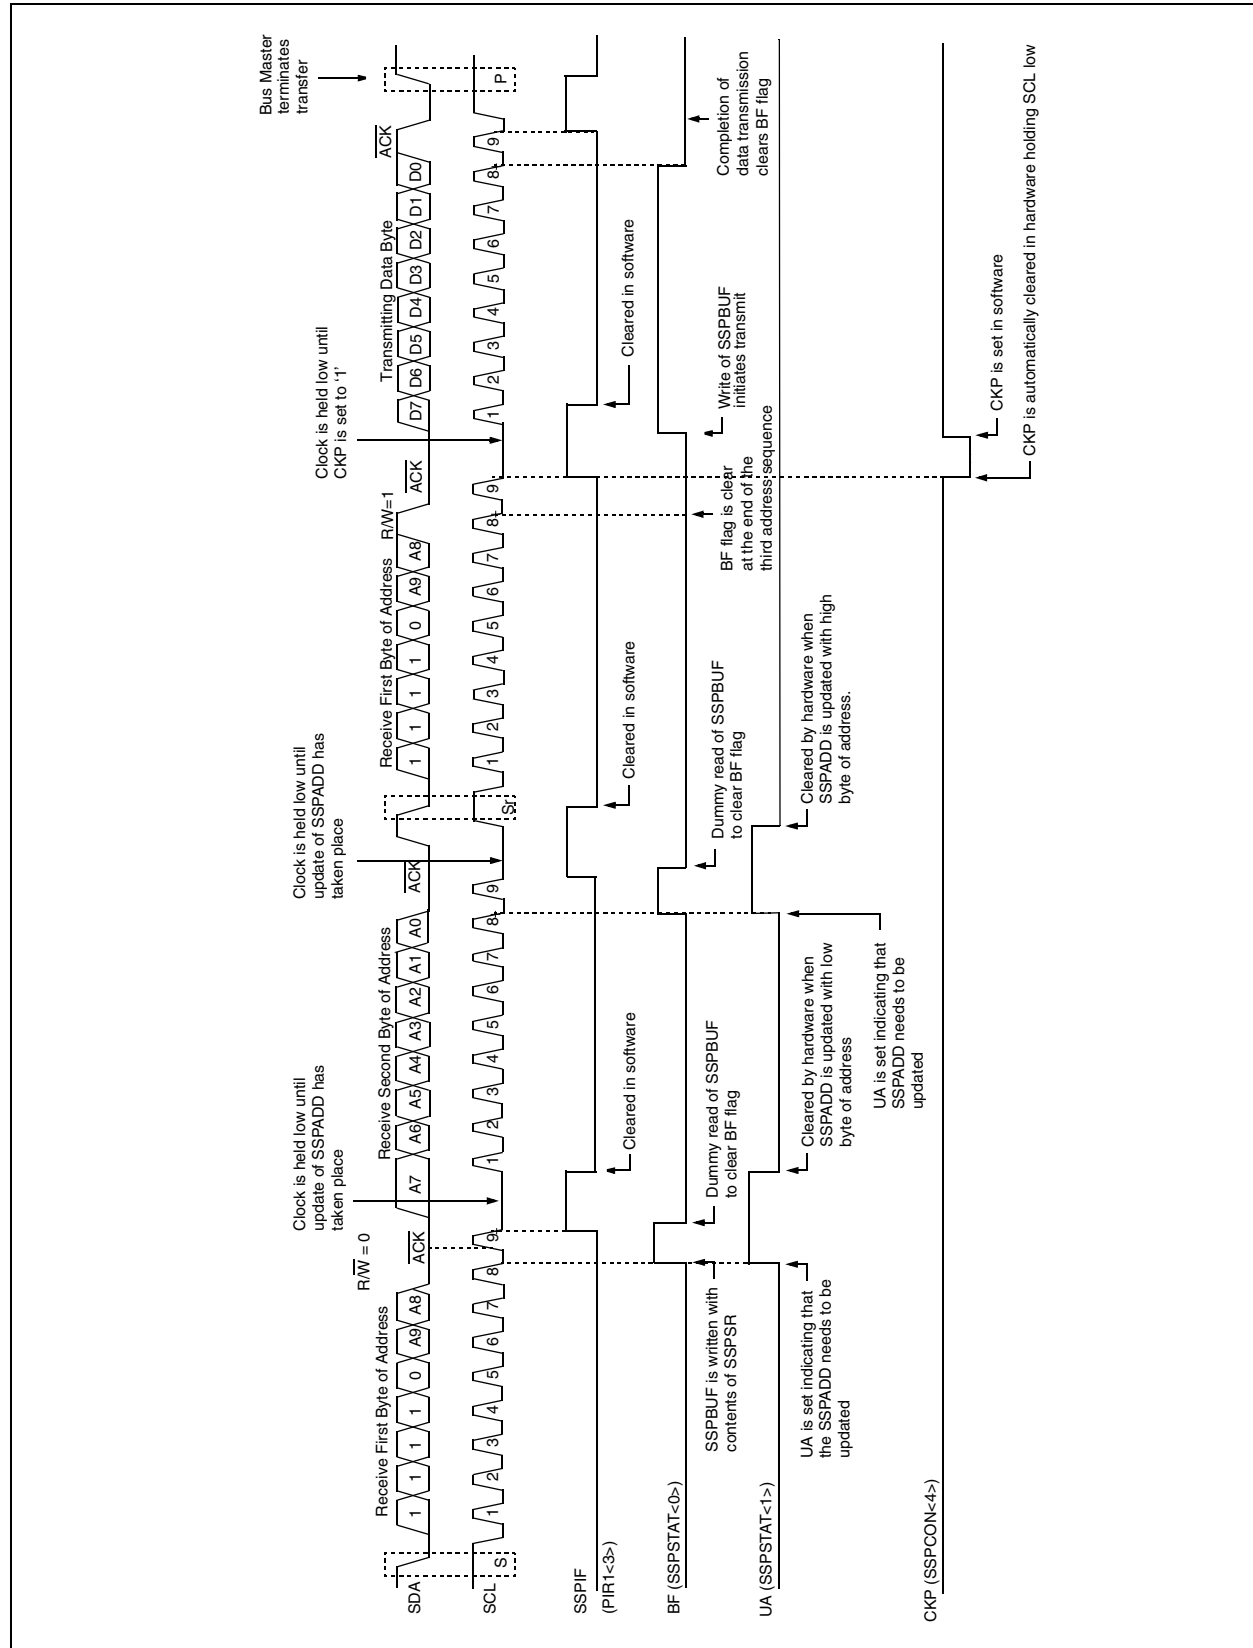 Bus Master
terminates
transfer
Clock is held low until
CKP is set to ‘1’
Clock is held low until
update of SSPADD has
taken place
Clock is held low until
update of SSPADD has
taken place
R/W = 0
Receive First Byte of Address
ACK
Receive Second Byte of Address
ACK
Receive First Byte of Address
R/W=1
ACK
Transmitting Data Byte
ACK
SDA
1 1 1 1 0 A9 A8
A7 A6 A5 A4 A3 A2 A1 A0
1 1 1 1 0 A9 A8
D7 D6 D5 D4 D3 D2 D1 D0
SCL
S
1 2 3 4 5 6 7 8 9
1 2 3 4 5 6 7 8 9
Sr
1 2 3 4 5 6 7 8 9
1 2 3 4 5 6 7 8 9
P
SSPIF
(PIR1<3>)
Cleared in software
Cleared in software
Cleared in software
BF (SSPSTAT<0>)
SSPBUF is written with
contents of SSPSR
Dummy read of SSPBUF
to clear BF flag
Dummy read of SSPBUF
to clear BF flag
BF flag is clear
at the end of the
third address sequence
Write of SSPBUF
initiates transmit
Completion of
data transmission
clears BF flag
UA (SSPSTAT<1>)
UA is set indicating that
the SSPADD needs to be
updated
Cleared by hardware when
SSPADD is updated with low
byte of address
UA is set indicating that
SSPADD needs to be
updated
Cleared by hardware when
SSPADD is updated with high
byte of address.
CKP (SSPCON<4>)
CKP is set in software
CKP is automatically cleared in hardware holding SCL low